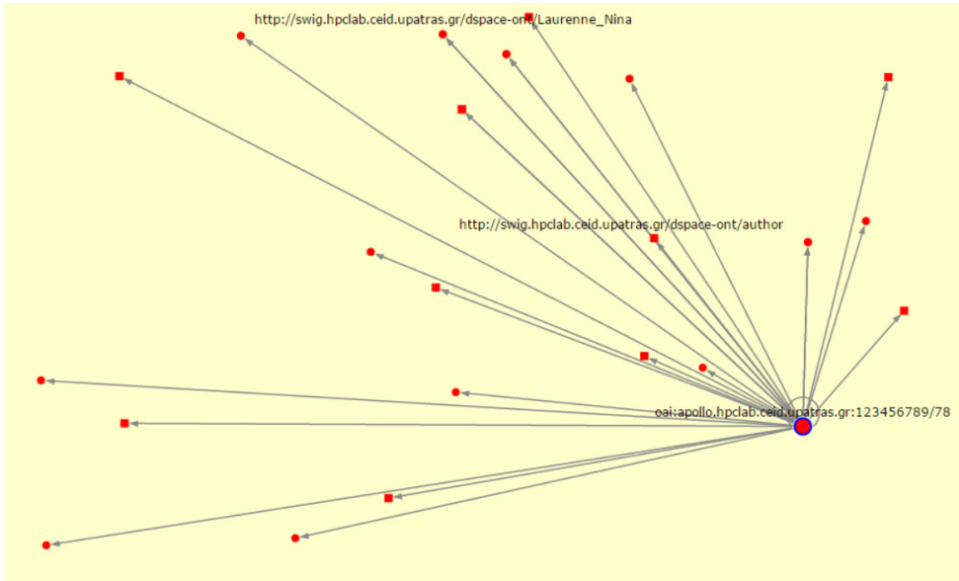 http://swig.hpclab.ceid.upatras.gr/dspace-ont/Laurenne_Nina
http://swig.hpclab.ceid.upatras.gr/dspace-ont/author
oai:apollo.hpclab.ceid.upatras.gr:123456789/78